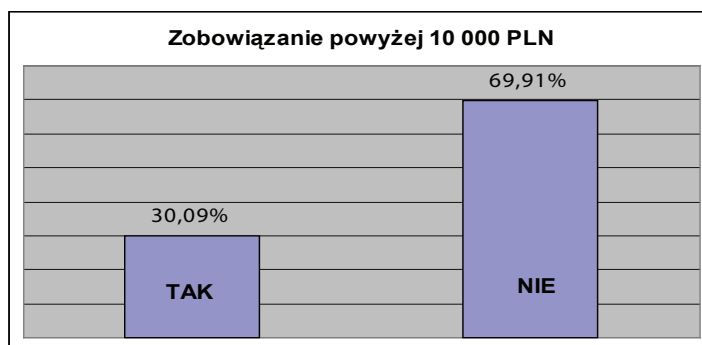 Zobowiązanie powyżej 10 000 PLN
69,91%
30,09%
TAK
NIE